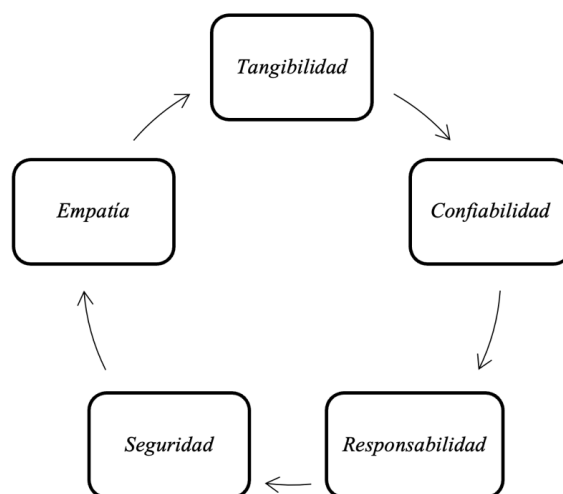 Tangibilidad
Confiabilidad
Responsabilidad
Seguridad
Empatía